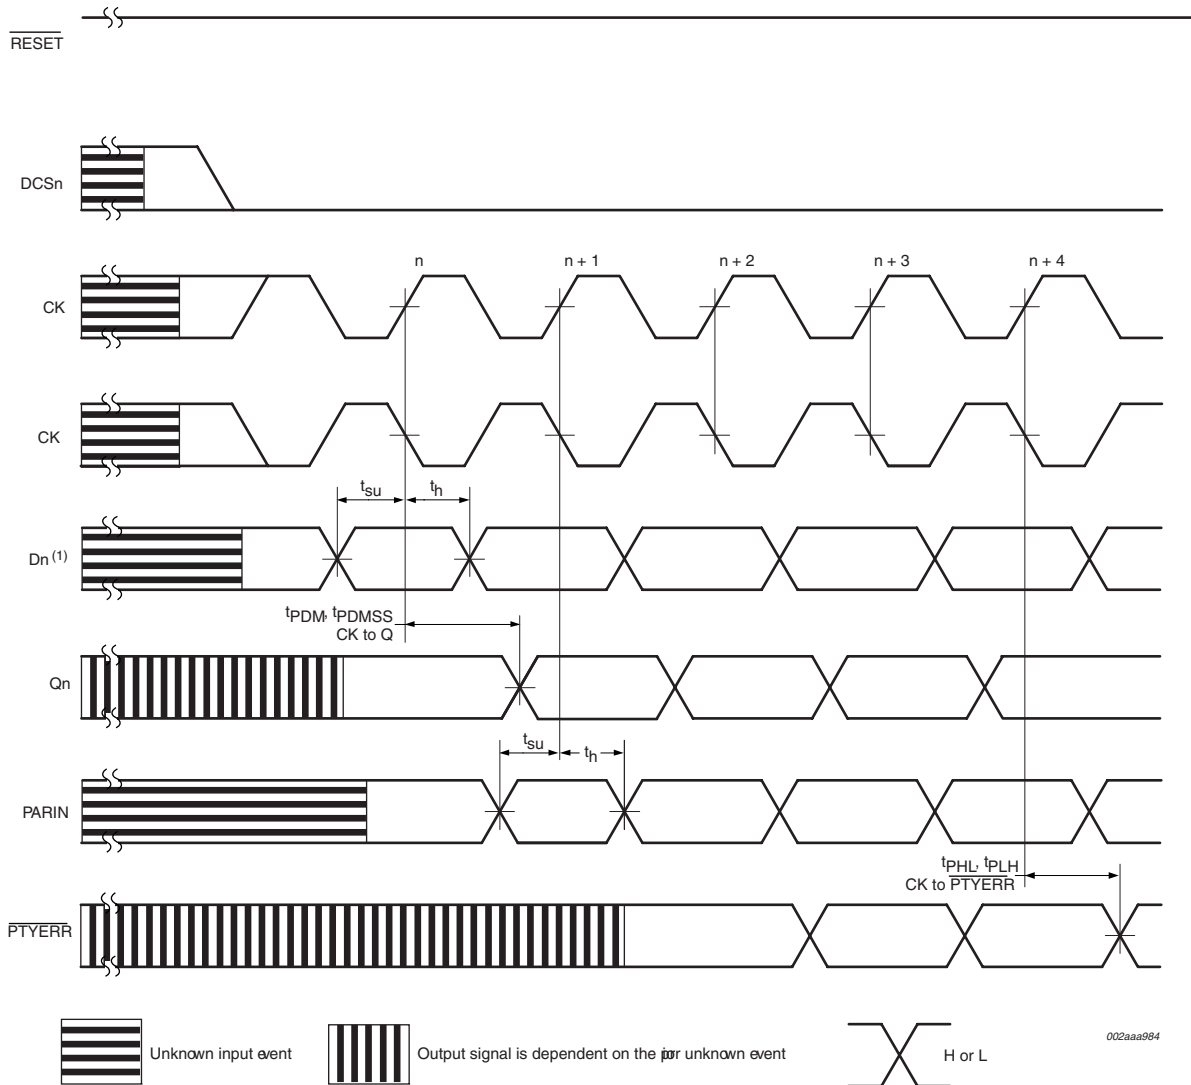 RESET
DCSn
n n + 1 n + 2 n + 3 n + 4
CK
CK
tsu th
Dn (1)
tPDM, tPDMSS
CK to Q
Qn
tsu th
PARIN
tPHL, tPLH
CK to PTYERR
PTYERR
Unknown input event
Output signal is dependent on the prior unknown event
H or L
002aaa984